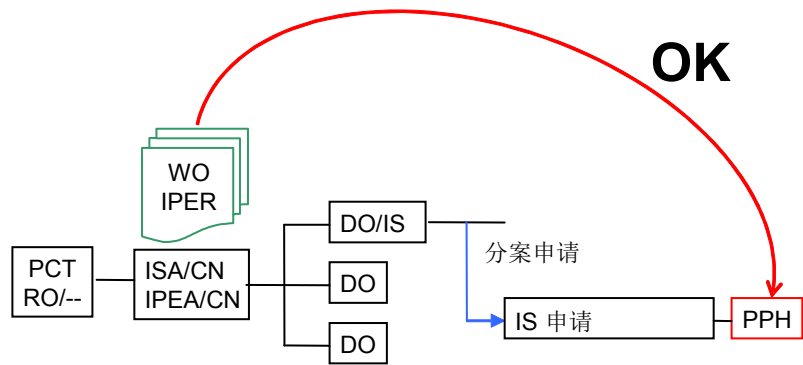 OK
WO
IPER
PCT
RO/--
ISA/CN
IPEA/CN
DO/IS
DO
DO
分案申请
IS 申请
PPH